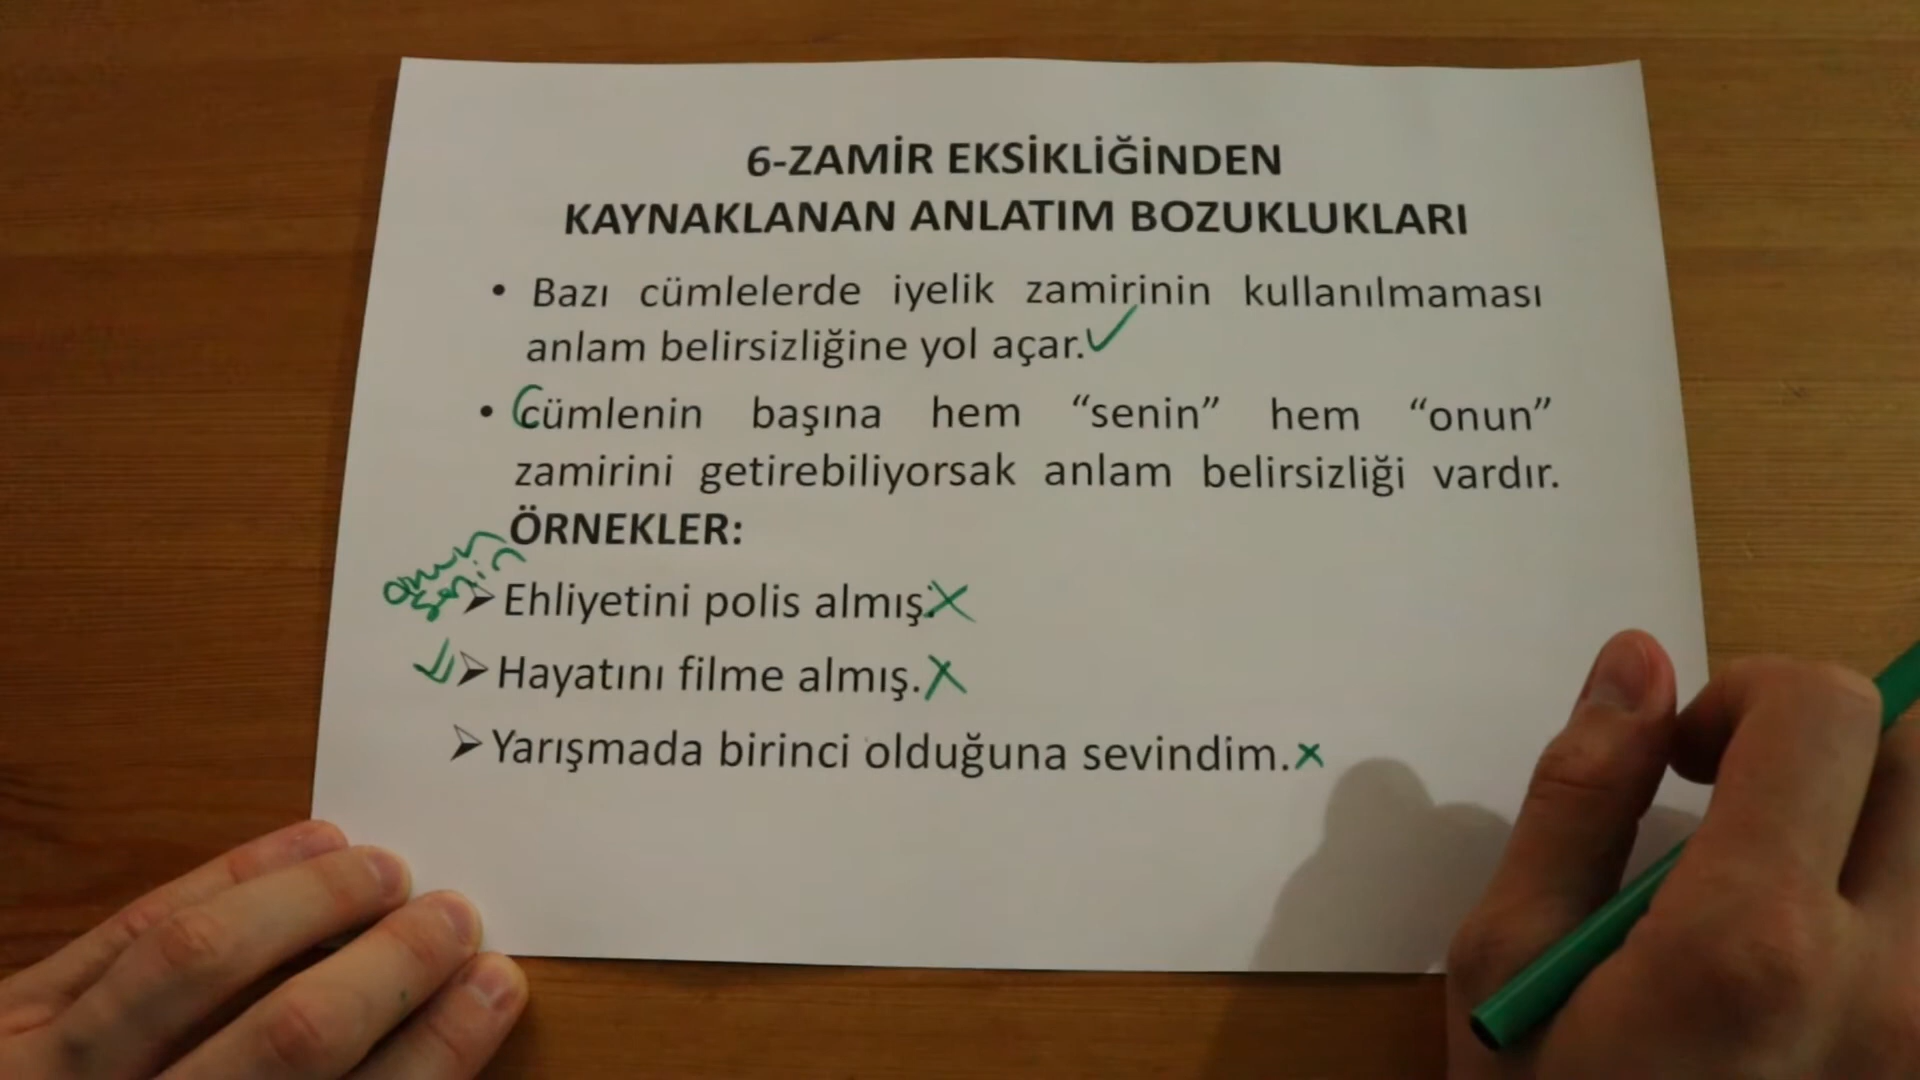 6-ZAMİR EKSİKLİĞİNDEN
KAYNAKLANAN ANLATIM BOZUKLUKLARI
• Bazı cümlelerde iyelik zamirinin kullanılmaması
anlam belirsizliğine yol açar.✓
• Cümlenin başına hem “senin” hem “onun”
zamirini getirebiliyorsak anlam belirsizliği vardır.
ÖRNEKLER:
onun
senin
➢ Ehliyetini polis almış.X
➢ Hayatını filme almış.X
➢ Yarışmada birinci olduğuna sevindim.x